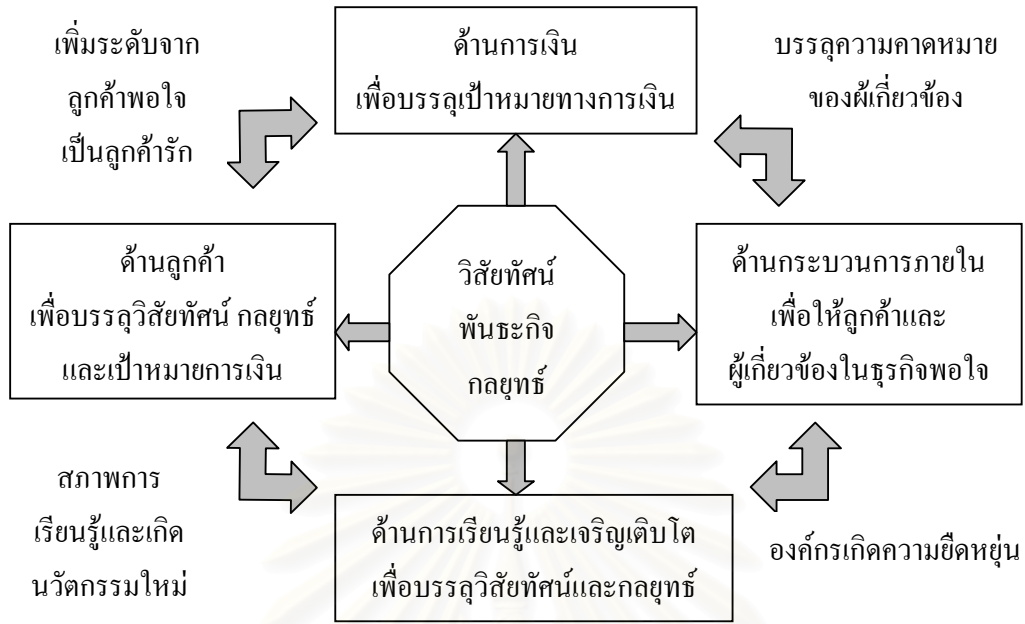 เพิ่มระดับจาก
ลูกค้าพอใจ
เป็นลูกค้ารัก
ด้านการเงิน
เพื่อบรรลุเป้าหมายทางการเงิน
บรรลุความคาดหมาย
ของผู้เกี่ยวข้อง
ด้านลูกค้า
เพื่อบรรลุวิสัยทัศน์ กลยุทธ์
และเป้าหมายการเงิน
วิสัยทัศน์
พันธะกิจ
กลยุทธ์
ด้านกระบวนการภายใน
เพื่อให้ลูกค้าและ
ผู้เกี่ยวข้องในธุรกิจพอใจ
สภาพการ
เรียนรู้และเกิด
นวัตกรรมใหม่
ด้านการเรียนรู้และเจริญเติบโต
เพื่อบรรลุวิสัยทัศน์และกลยุทธ์
องค์กรเกิดความยืดหยุ่น